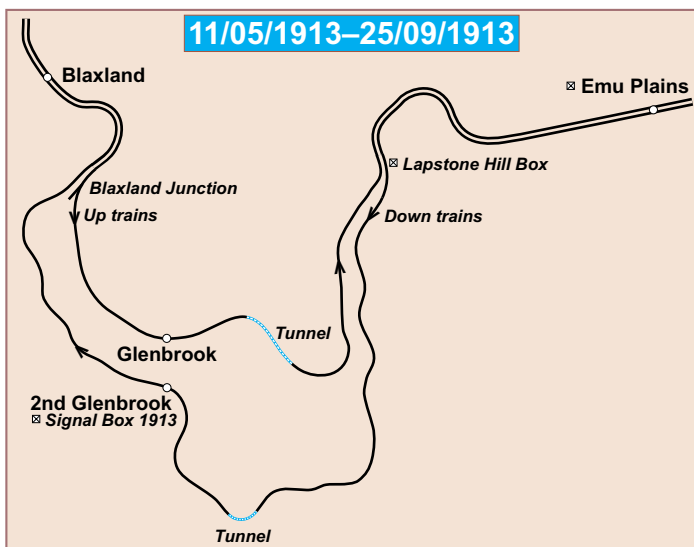 11/05/1913–25/09/1913
Blaxland
Emu Plains
Lapstone Hill Box
Blaxland Junction
Up trains
Down trains
Tunnel
Glenbrook
2nd Glenbrook
Signal Box 1913
Tunnel